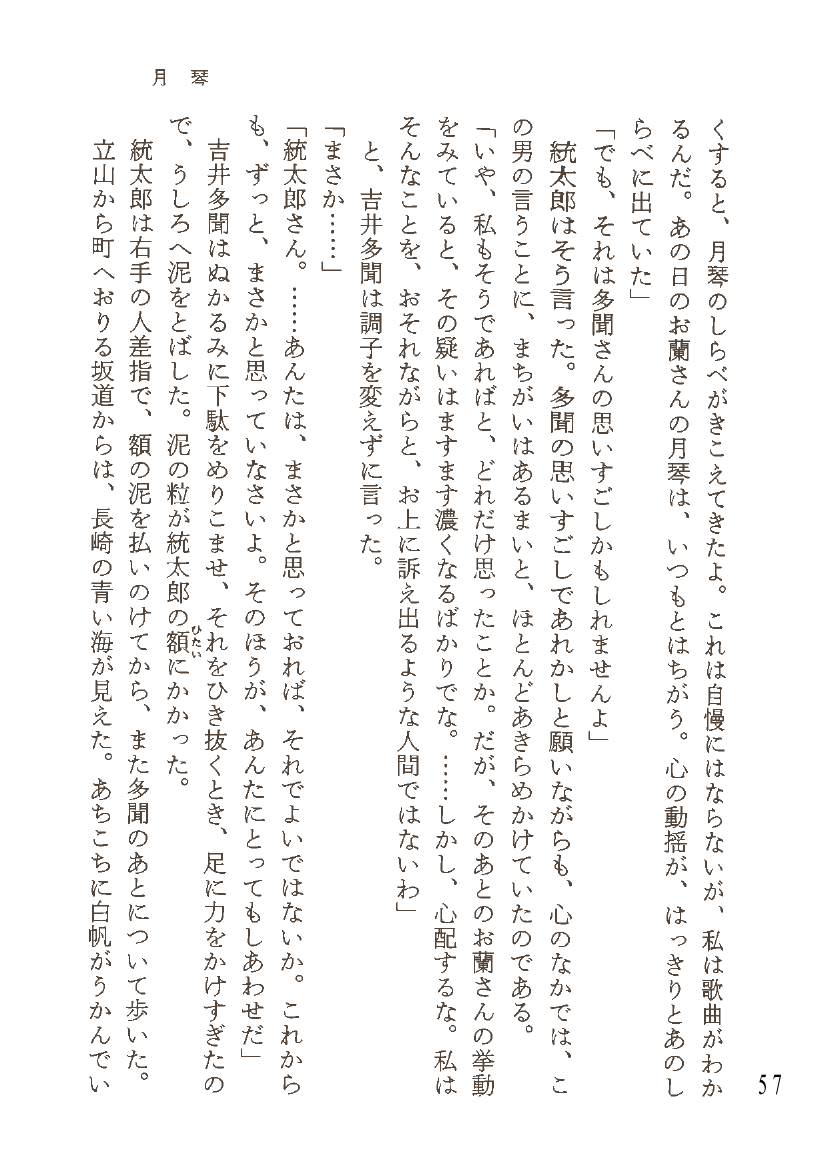 月琴
くすると、月琴のしらべがきこえてきたよ。これは自慢にはならないが、私は歌曲がわか
るんだ。あの日のお蘭さんの月琴は、いつもとはちがう。心の動揺が、はっきりとあのし
らべに出ていた」
「でも、それは多聞さんの思いすごしかもしれませんよ」
統太郎はそう言った。多聞の思いすごしであれかしと願いながらも、心のなかでは、こ
の男の言うことに、まちがいはあるまいと、ほとんどあきらめかけていたのである。
「いや、私もそうであればと、どれだけ思ったことか。だが、そのあとのお蘭さんの挙動
をみていると、その疑いはますます濃くなるばかりでな。……しかし、心配するな。私は
そんなことを、おそれながらと、お上に訴え出るような人間ではないわ」
と、吉井多聞は調子を変えずに言った。
「まさか……」
「統太郎さん。……あんたは、まさかと思っておれば、それでよいではないか。これから
も、ずっと、まさかと思っていなさいよ。そのほうが、あんたにとってもしあわせだ」
吉井多聞はぬかるみに下駄をめりこませ、それをひき抜くとき、足に力をかけすぎたの
で、うしろへ泥をとばした。泥の粒が統太郎の額にかかった。
ひたい
統太郎は右手の人差指で、額の泥を払いのけてから、また多聞のあとについて歩いた。
立山から町へおりる坂道からは、長崎の青い海が見えた。あちこちに白帆がうかんでい
57